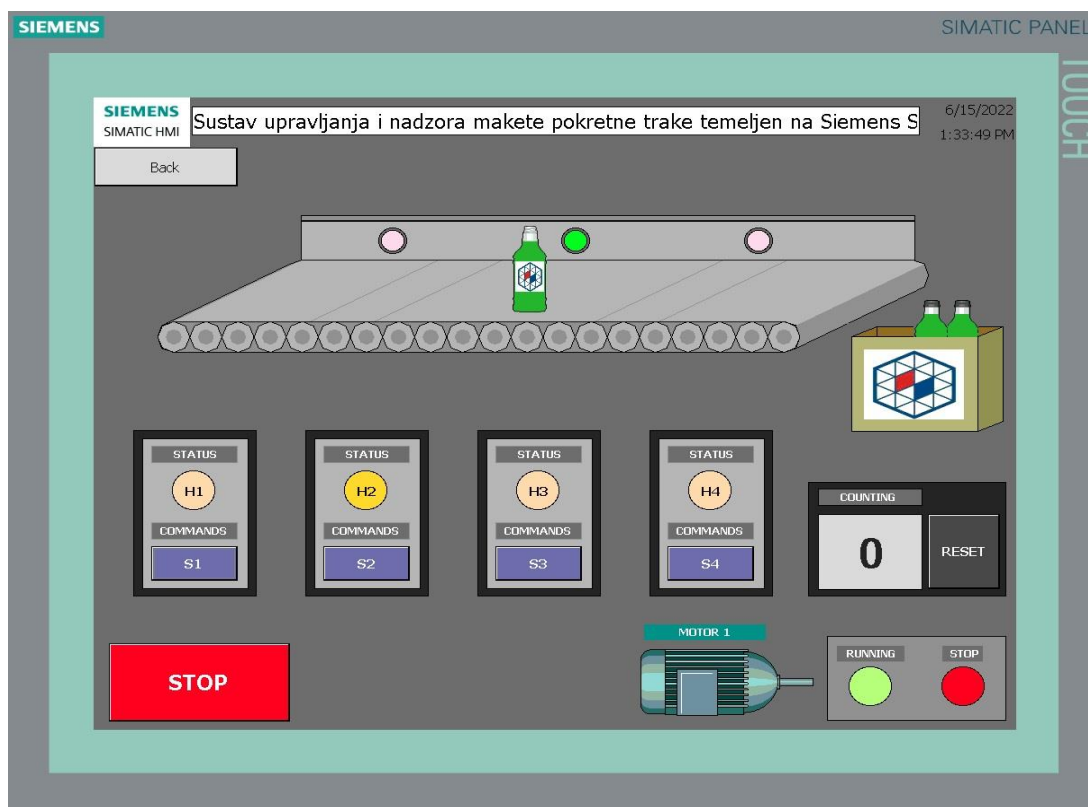 SIEMENS
SIMATIC PANEL
TOUCH
SIEMENS
SIMATIC HMI
Sustav upravljanja i nadzora makete pokretne trake temeljen na Siemens S
6/15/2022
1:33:49 PM
Back
STATUS
H1
COMMANDS
S1
STATUS
H2
COMMANDS
S2
STATUS
H3
COMMANDS
S3
STATUS
H4
COMMANDS
S4
COUNTING
0
RESET
STOP
MOTOR 1
RUNNING
STOP